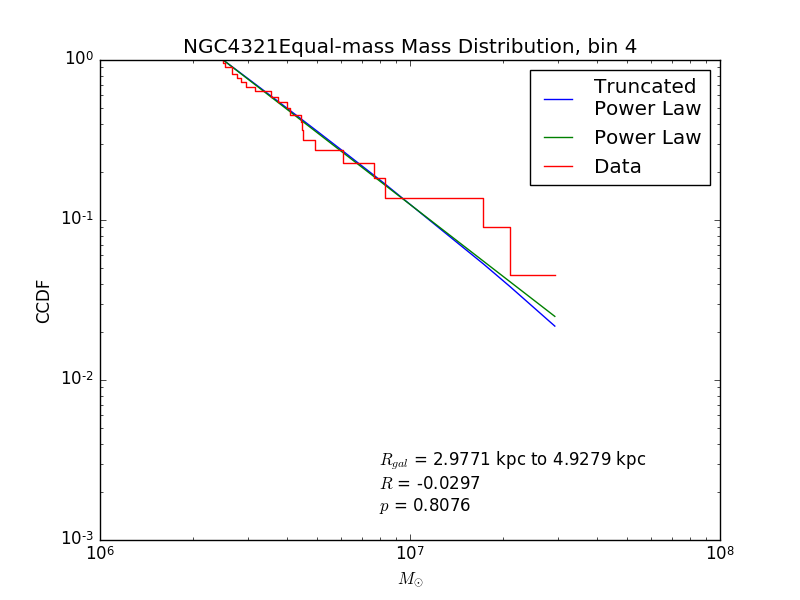 NGC4321Equal-mass Mass Distribution, bin 4
10^0
10^-1
10^-2
10^-3
CCDF
Truncated
Power Law
Power Law
Data
R_gal = 2.9771 kpc to 4.9279 kpc
R = -0.0297
p = 0.8076
10^6 10^7 10^8
M_⊙